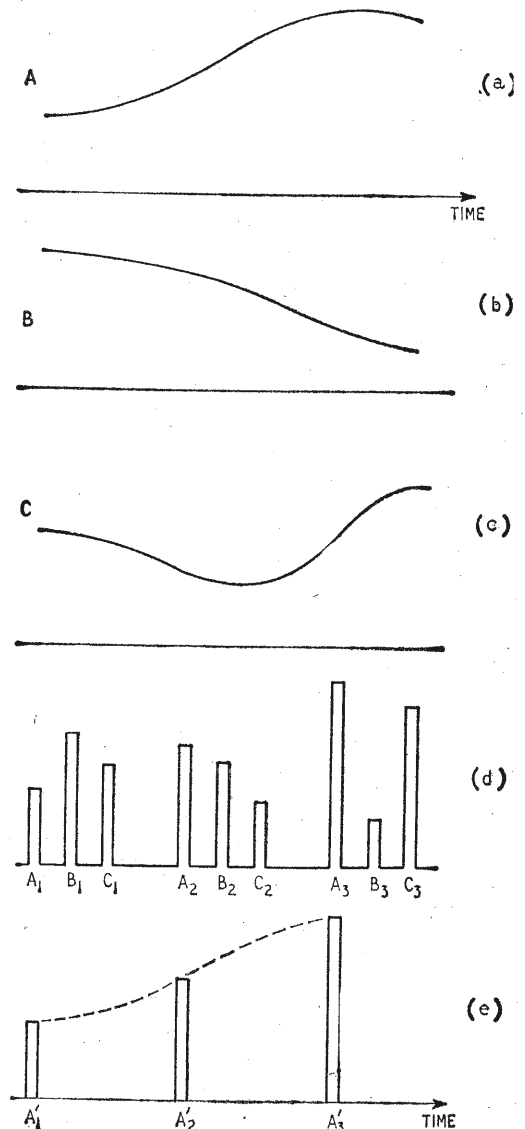 A (a)
TIME
B (b)
C (c)
(d)
A₁ B₁ C₁ A₂ B₂ C₂ A₃ B₃ C₃
(e)
A'₁ A'₂ A'₃ TIME